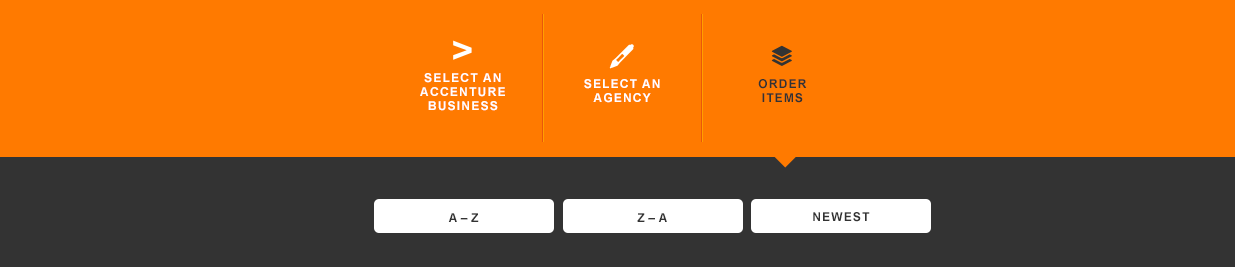 >
SELECT AN
ACCENTURE
BUSINESS
SELECT AN
AGENCY
ORDER
ITEMS
A – Z
Z – A
NEWEST